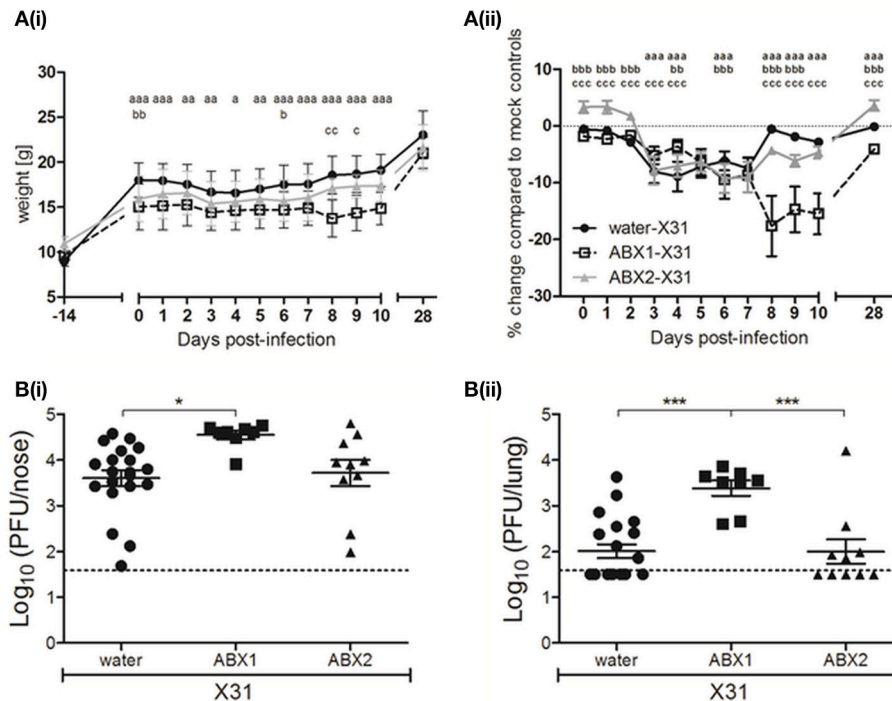 A(i)
weight [g]
30
25
20
15
10
5
aaa aaa aa aa a aa aaa aaa aaa aaa aaa
bb b
cc c
-14 0 1 2 3 4 5 6 7 8 9 10 28
Days post-infection
A(ii)
% change compared to mock controls
10
0
-10
-20
-30
aaa aaa aaa aaa aaa aaa aaa
bbb bbb bbb bb bbb bbb bbb bbb
ccc ccc ccc ccc ccc ccc ccc ccc ccc
water-X31
ABX1-X31
ABX2-X31
0 1 2 3 4 5 6 7 8 9 10 28
Days post-infection
B(i)
Log10 (PFU/nose)
5
4
3
2
1
0
*
water ABX1 ABX2
X31
B(ii)
Log10 (PFU/lung)
5
4
3
2
1
0
*** ***
water ABX1 ABX2
X31